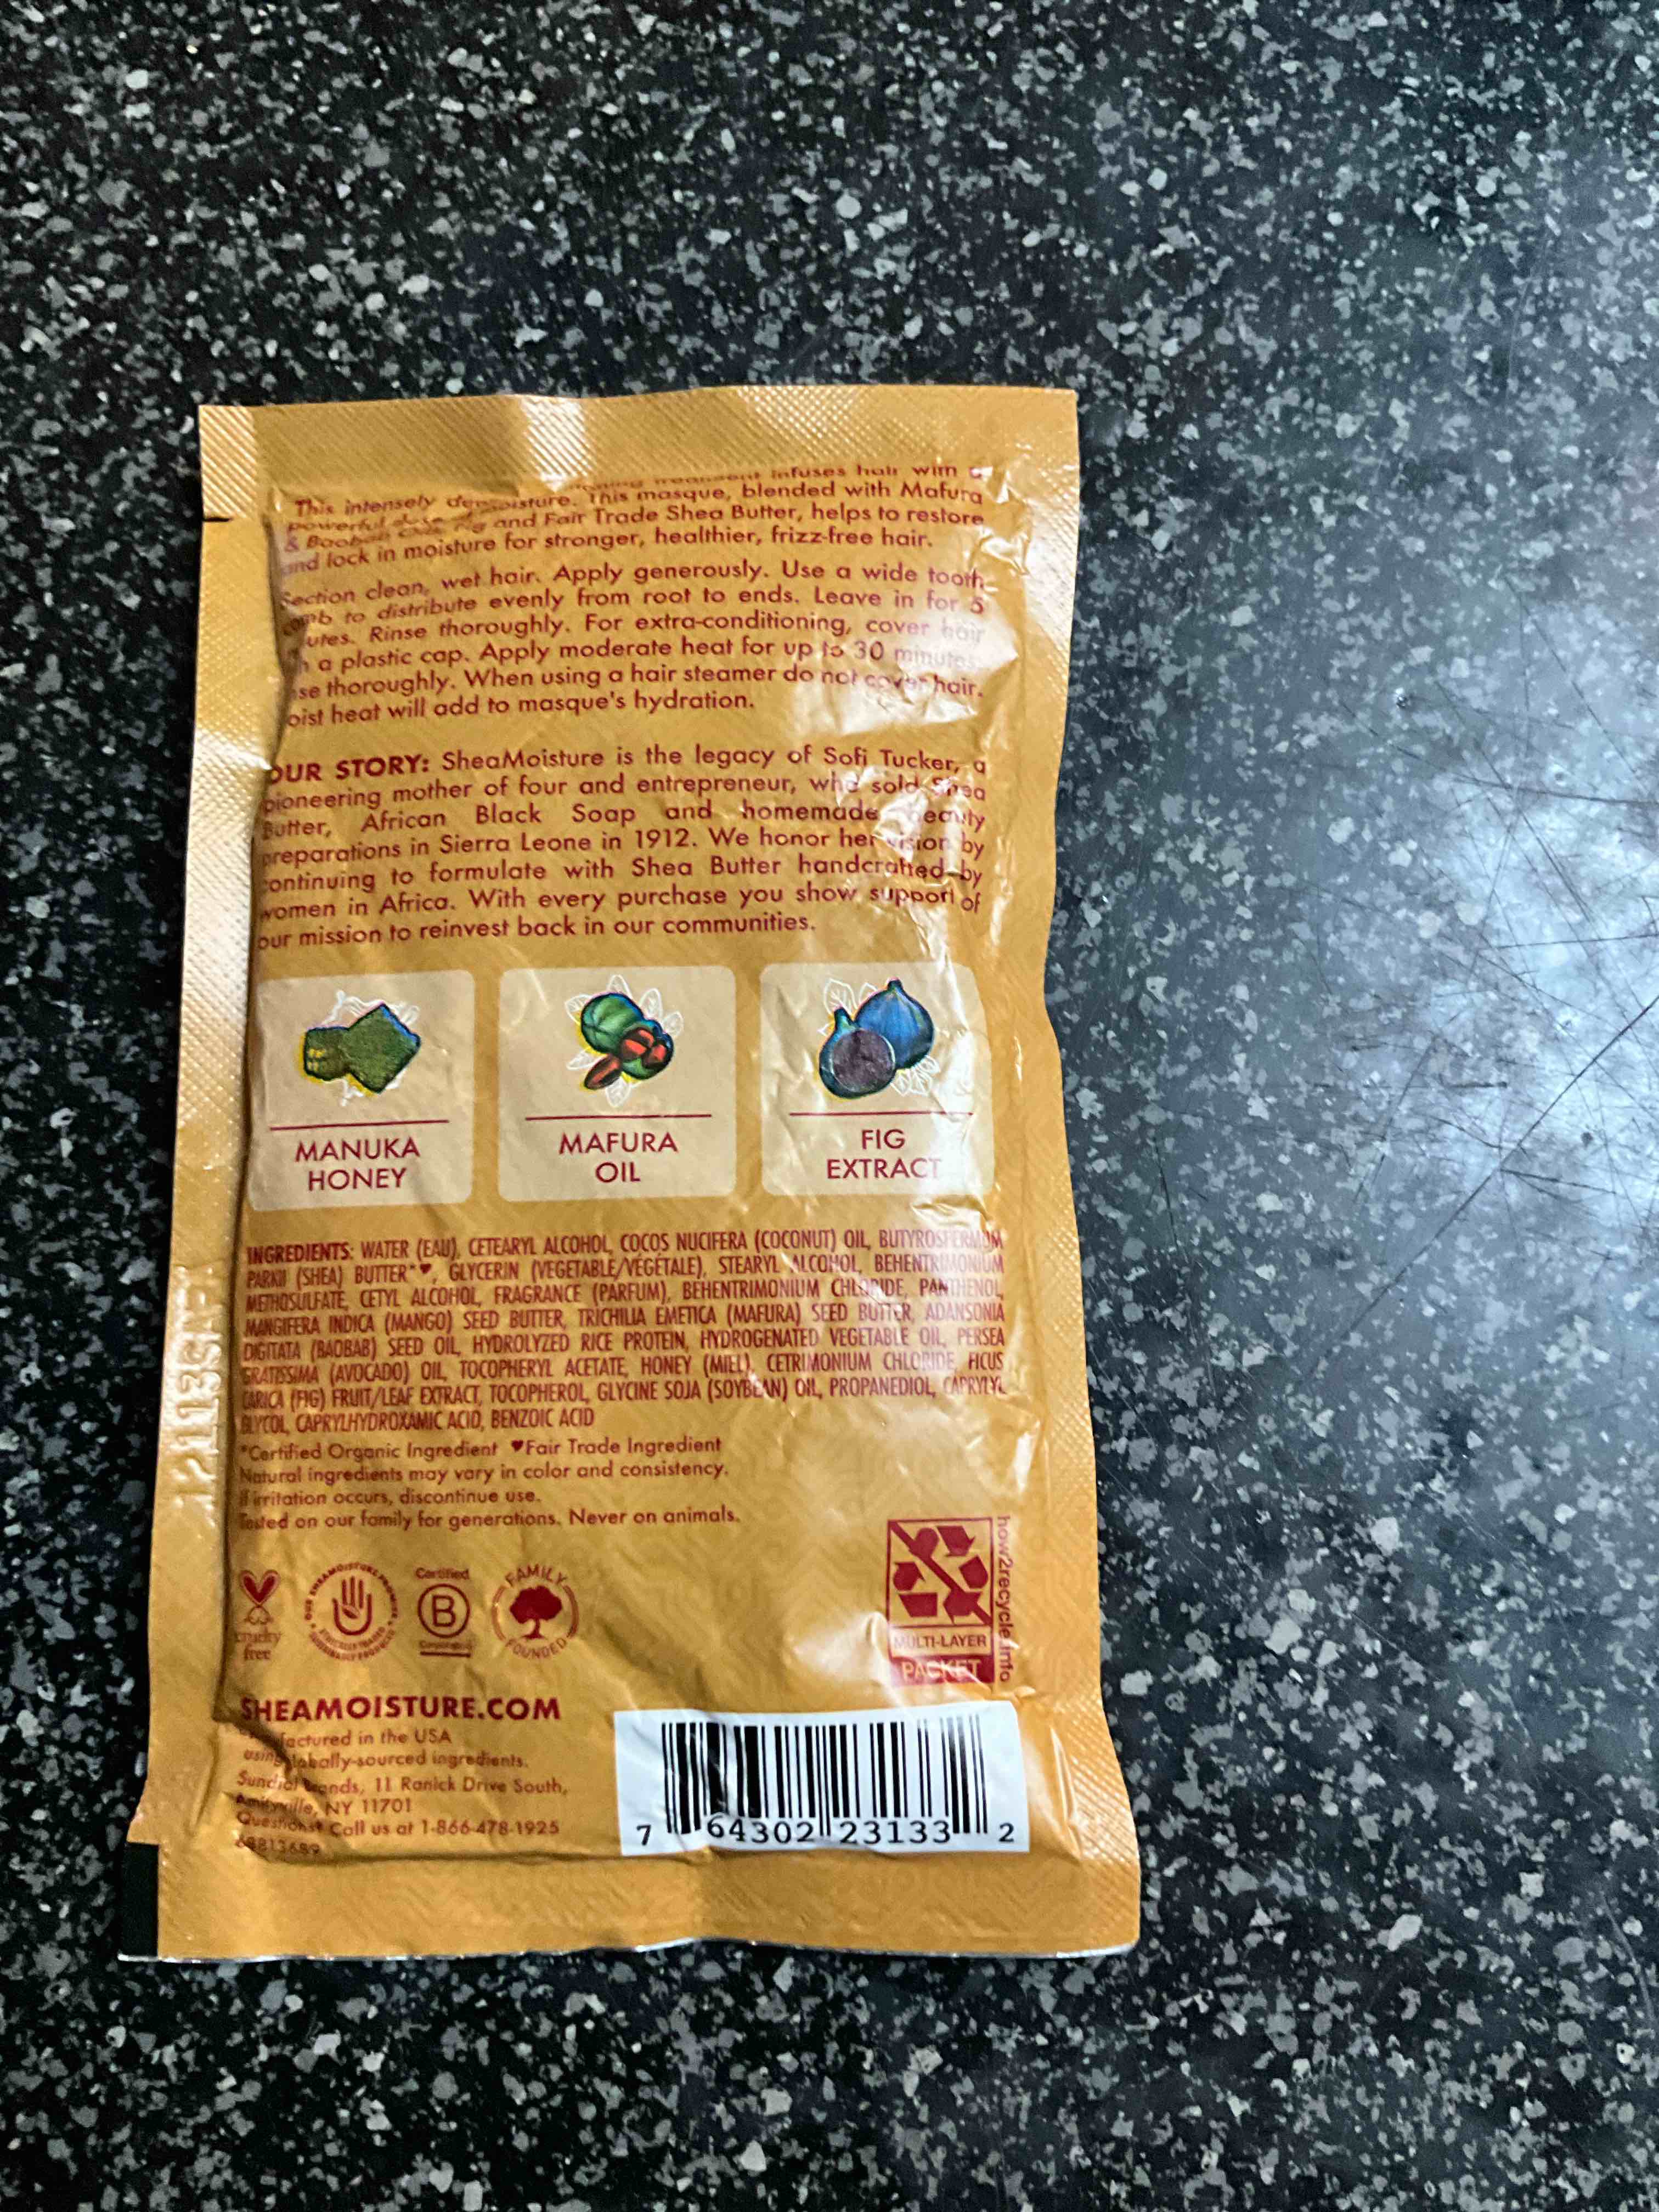 infuses hair with a
This intensely
powerful dose moisture. This masque, blended with Mafura
& Baobab Oils, Fig and Fair Trade Shea Butter, helps to restore
and lock in moisture for stronger, healthier, frizz-free hair.
Section clean, wet hair. Apply generously. Use a wide tooth
comb to distribute evenly from root to ends. Leave in for 5
utes. Rinse thoroughly. For extra-conditioning, cover hair
h a plastic cap. Apply moderate heat for up to 30 minutes.
se thoroughly. When using a hair steamer do not cover hair.
oist heat will add to masque's hydration.
OUR STORY: SheaMoisture is the legacy of Sofi Tucker, a
pioneering mother of four and entrepreneur, who sold Shea
Butter, African Black Soap and homemade beauty
preparations in Sierra Leone in 1912. We honor her vision by
continuing to formulate with Shea Butter handcrafted by
women in Africa. With every purchase you show support of
our mission to reinvest back in our communities.
MANUKA
HONEY
MAFURA
OIL
FIG
EXTRACT
INGREDIENTS: WATER (EAU), CETEARYL ALCOHOL, COCOS NUCIFERA (COCONUT) OIL, BUTYROSPERMUM
PARKII (SHEA) BUTTER*♥, GLYCERIN (VEGETABLE/VÉGÉTALE), STEARYL ALCOHOL, BEHENTRIMONIUM
METHOSULFATE, CETYL ALCOHOL, FRAGRANCE (PARFUM), BEHENTRIMONIUM CHLORIDE, PANTHENOL,
MANGIFERA INDICA (MANGO) SEED BUTTER, TRICHILIA EMETICA (MAFURA) SEED BUTTER, ADANSONIA
DIGITATA (BAOBAB) SEED OIL, HYDROLYZED RICE PROTEIN, HYDROGENATED VEGETABLE OIL, PERSEA
GRATISSIMA (AVOCADO) OIL, TOCOPHERYL ACETATE, HONEY (MIEL), CETRIMONIUM CHLORIDE, FICUS
CARICA (FIG) FRUIT/LEAF EXTRACT, TOCOPHEROL, GLYCINE SOJA (SOYBEAN) OIL, PROPANEDIOL, CAPRYLYL
GLYCOL, CAPRYLHYDROXAMIC ACID, BENZOIC ACID
*Certified Organic Ingredient ♥Fair Trade Ingredient
Natural ingredients may vary in color and consistency.
If irritation occurs, discontinue use.
Tested on our family for generations. Never on animals.
cruelty
free
Certified
B
Corporation
FAMILY
FOUNDED
how2recycle.info
MULTI-LAYER
PACKET
SHEAMOISTURE.COM
factured in the USA
using globally-sourced ingredients.
Sundial Brands, 11 Ranick Drive South,
Amityville, NY 11701
Questions? Call us at 1-866-478-1925
68813689
7 64302 23133 2